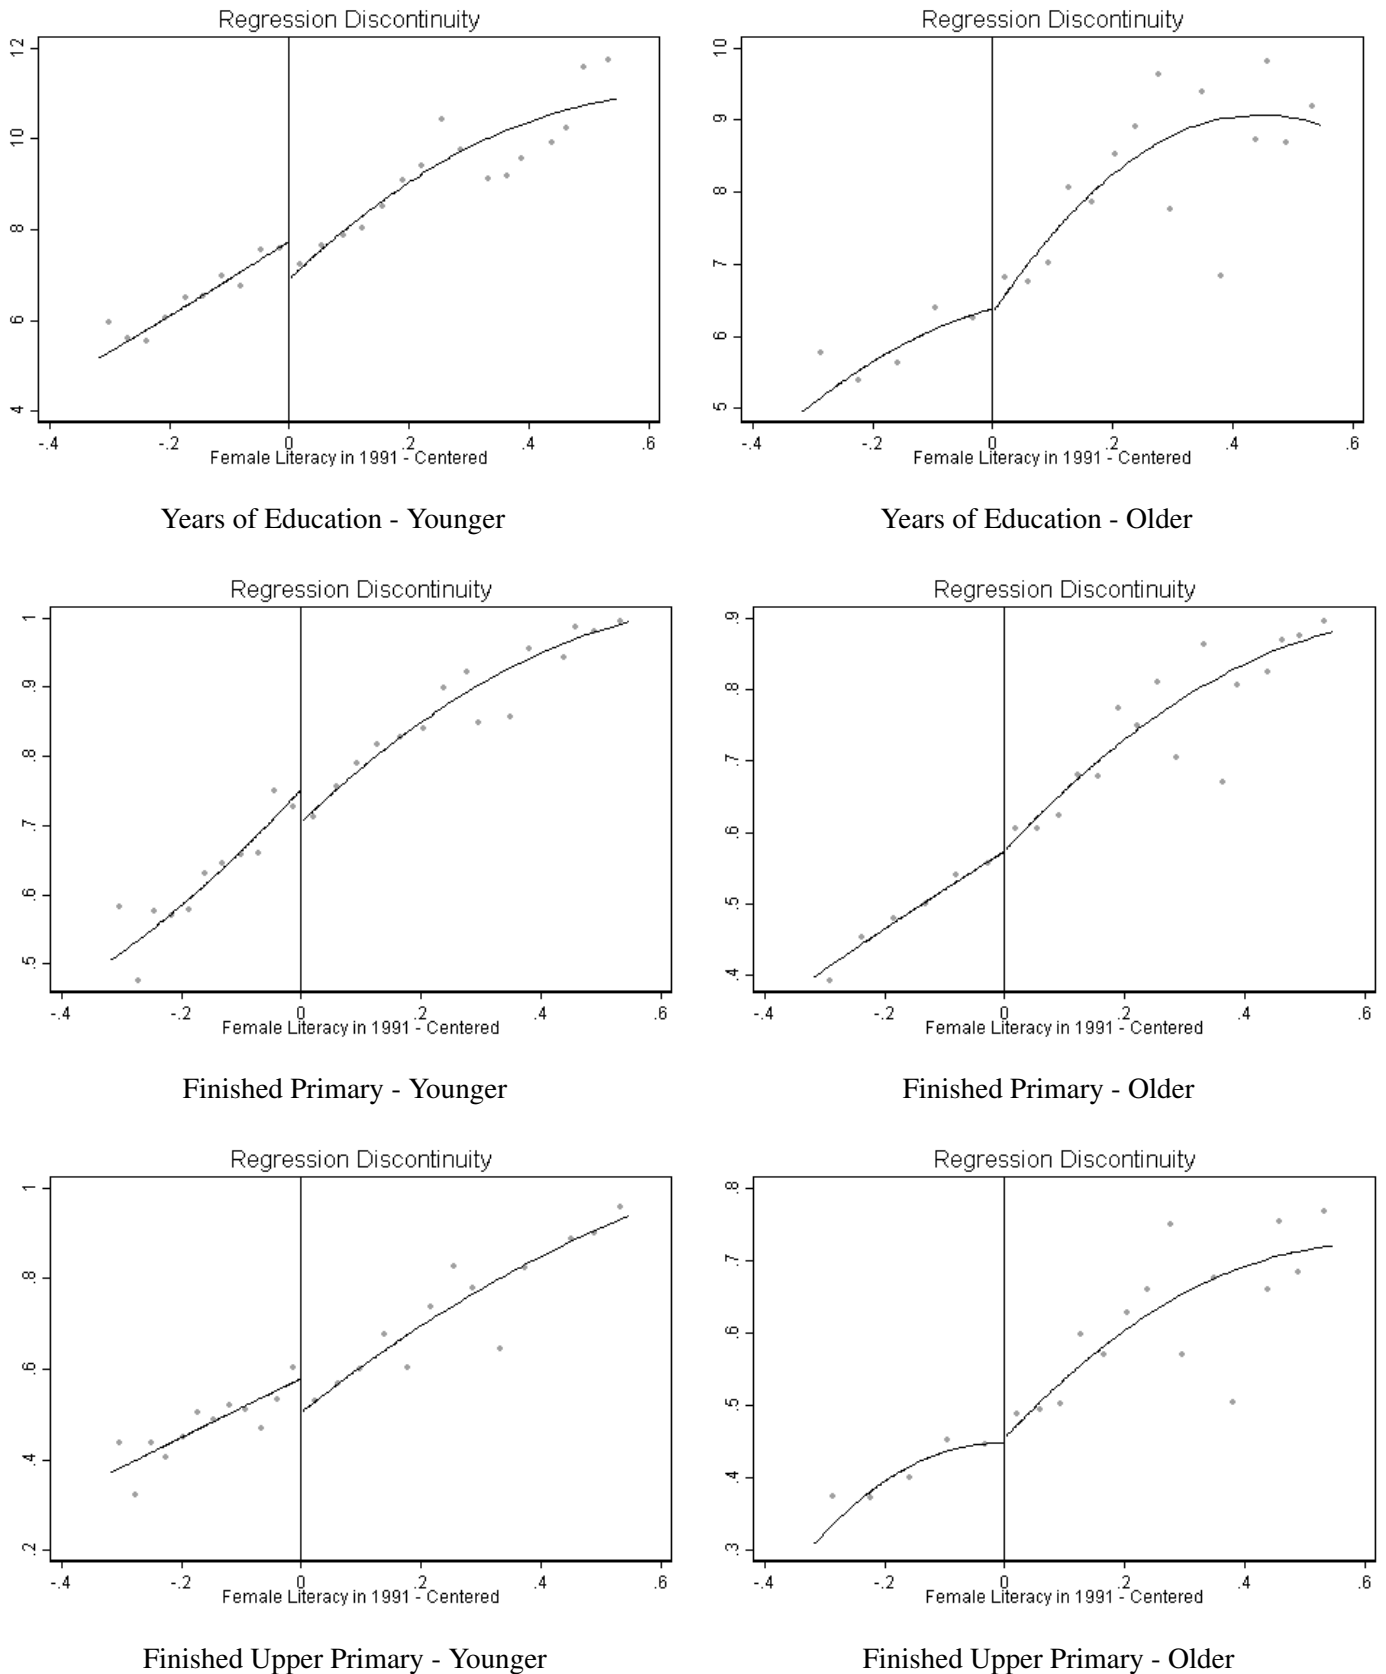 Regression Discontinuity
12
10
8
6
4
-.4 -.2 0 .2 .4 .6
Female Literacy in 1991 - Centered
Years of Education - Younger
Regression Discontinuity
10
9
8
7
6
5
-.4 -.2 0 .2 .4 .6
Female Literacy in 1991 - Centered
Years of Education - Older
Regression Discontinuity
1
.9
.8
.7
.6
.5
-.4 -.2 0 .2 .4 .6
Female Literacy in 1991 - Centered
Finished Primary - Younger
Regression Discontinuity
.9
.8
.7
.6
.5
.4
-.4 -.2 0 .2 .4 .6
Female Literacy in 1991 - Centered
Finished Primary - Older
Regression Discontinuity
1
.8
.6
.4
.2
-.4 -.2 0 .2 .4 .6
Female Literacy in 1991 - Centered
Finished Upper Primary - Younger
Regression Discontinuity
.8
.7
.6
.5
.4
.3
-.4 -.2 0 .2 .4 .6
Female Literacy in 1991 - Centered
Finished Upper Primary - Older